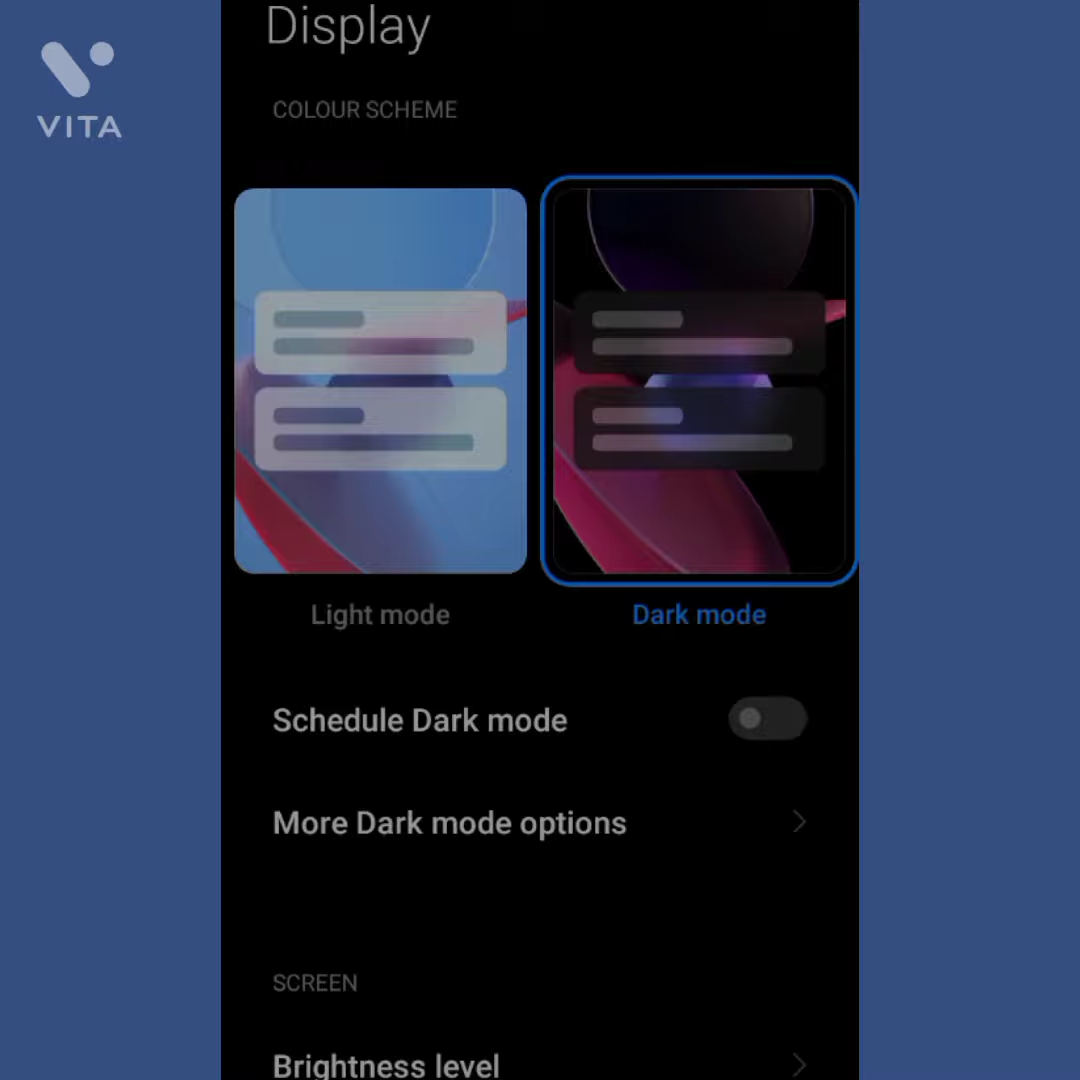 VITA
Display
COLOUR SCHEME
Light mode
Dark mode
Schedule Dark mode
More Dark mode options
SCREEN
Brightness level